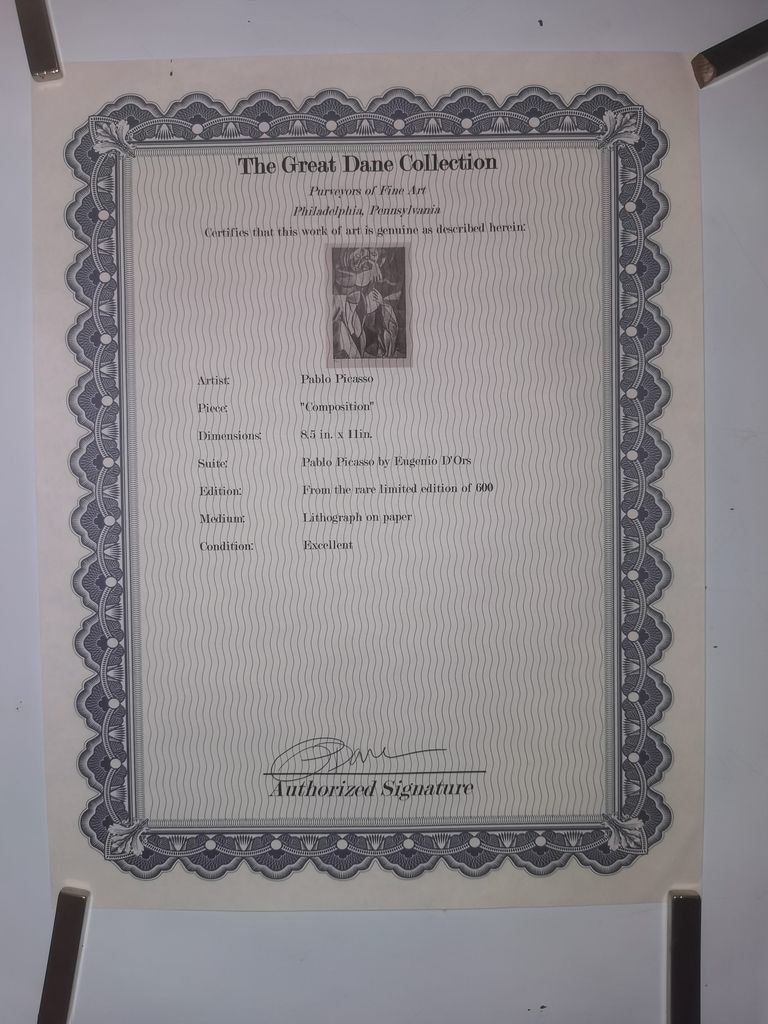 The Great Dane Collection
Purveyors of Fine Art
Philadelphia, Pennsylvania
Certifies that this work of art is genuine as described herein:
Artist: Pablo Picasso
Piece: "Composition"
Dimensions: 8.5 in. x 11in.
Suite: Pablo Picasso by Eugenio D'Ors
Edition: From the rare limited edition of 600
Medium: Lithograph on paper
Condition: Excellent
Authorized Signature